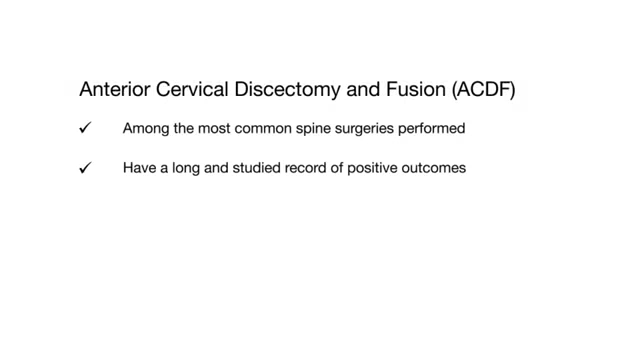 Anterior Cervical Discectomy and Fusion (ACDF)
✓ Among the most common spine surgeries performed
✓ Have a long and studied record of positive outcomes